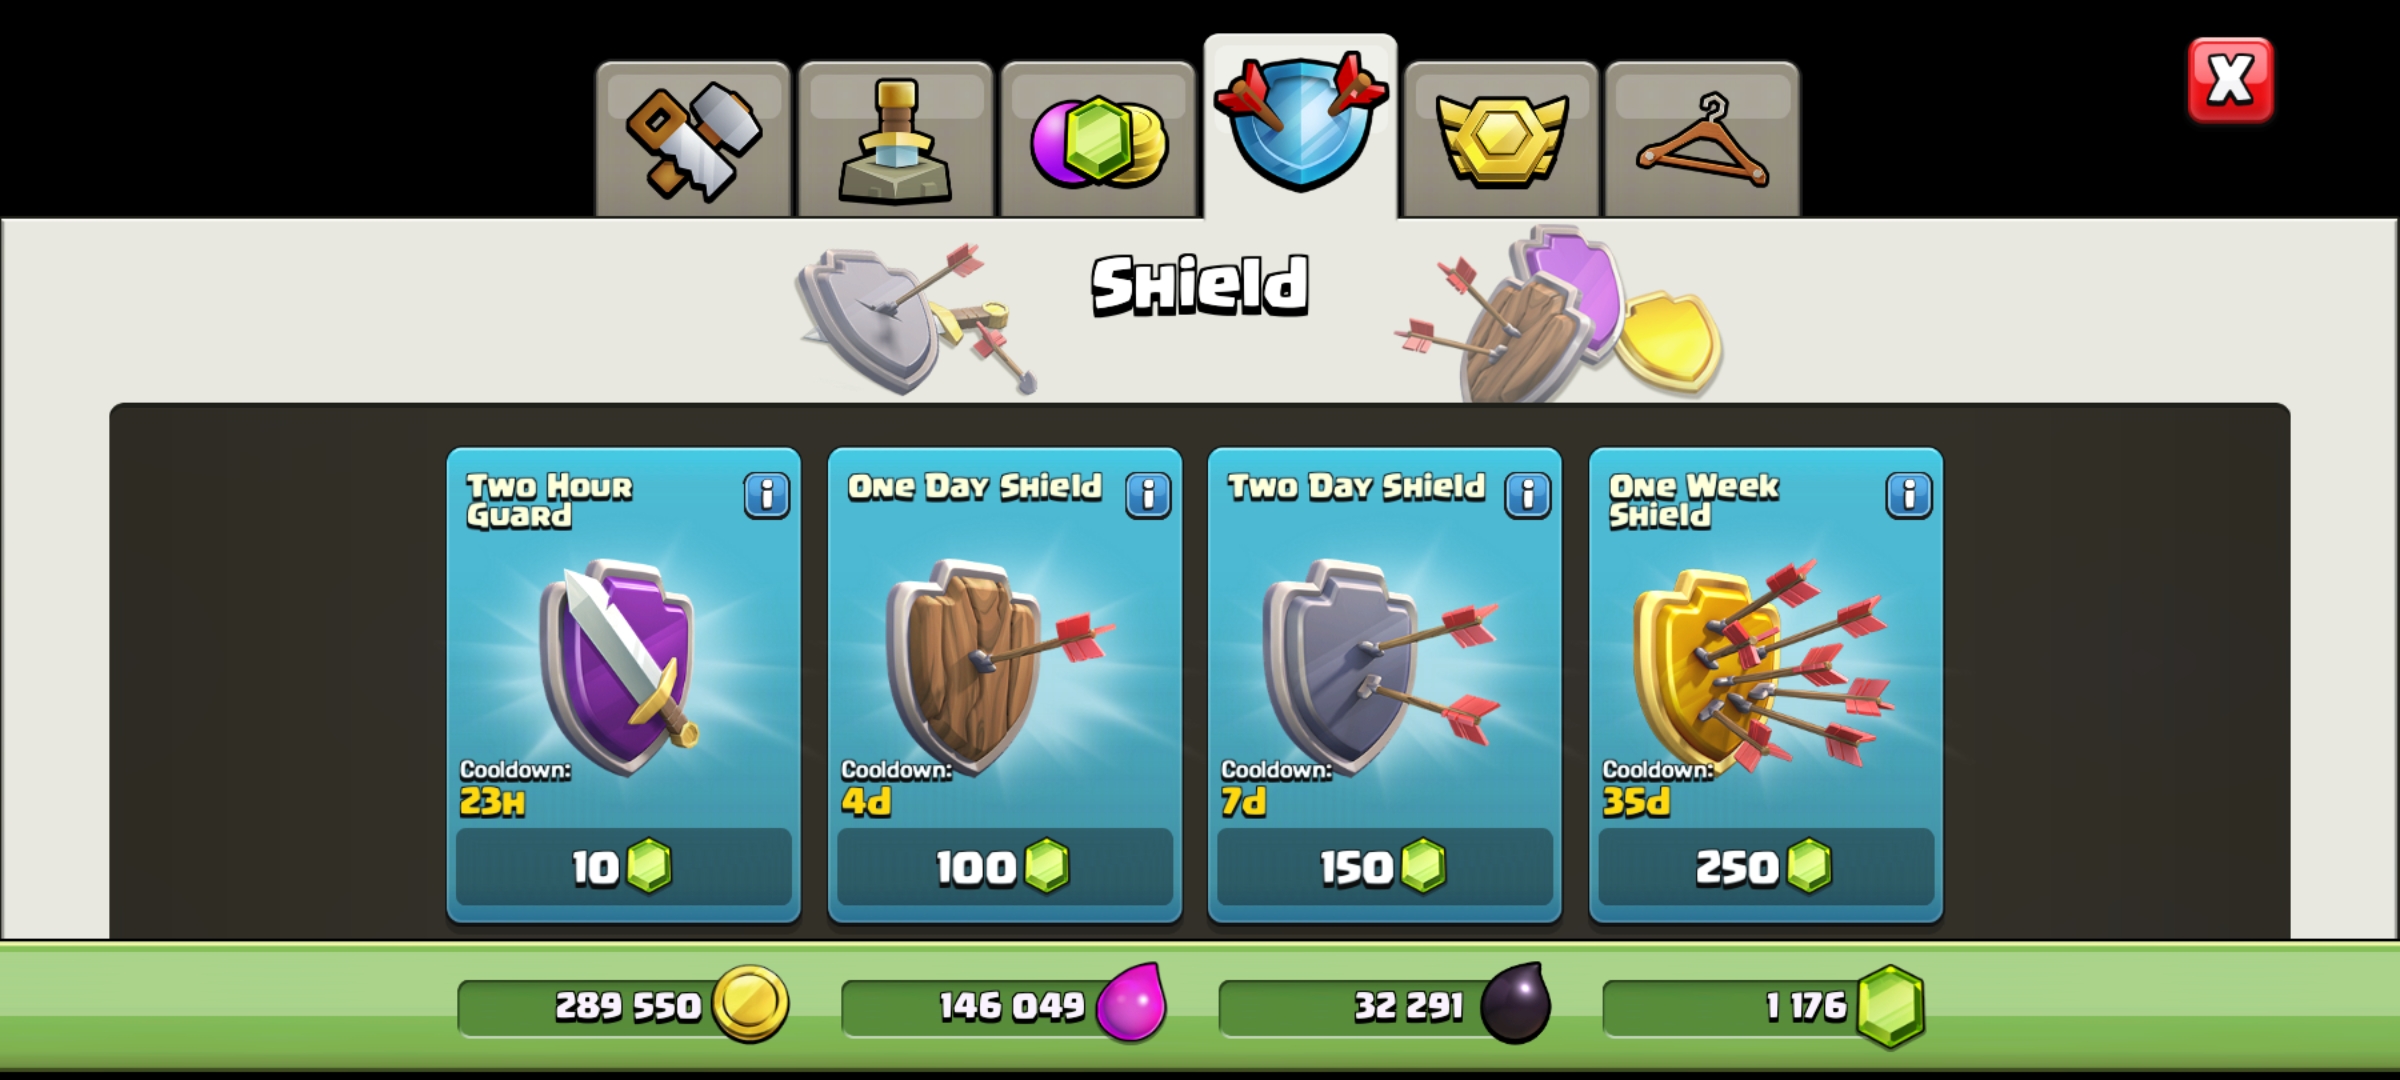 X
Shield
Two Hour
Guard
i
One Day Shield
i
Two Day Shield
i
One Week
Shield
i
Cooldown:
23H
Cooldown:
4d
Cooldown:
7d
Cooldown:
35d
10
100
150
250
289 550
146 049
32 291
1 176